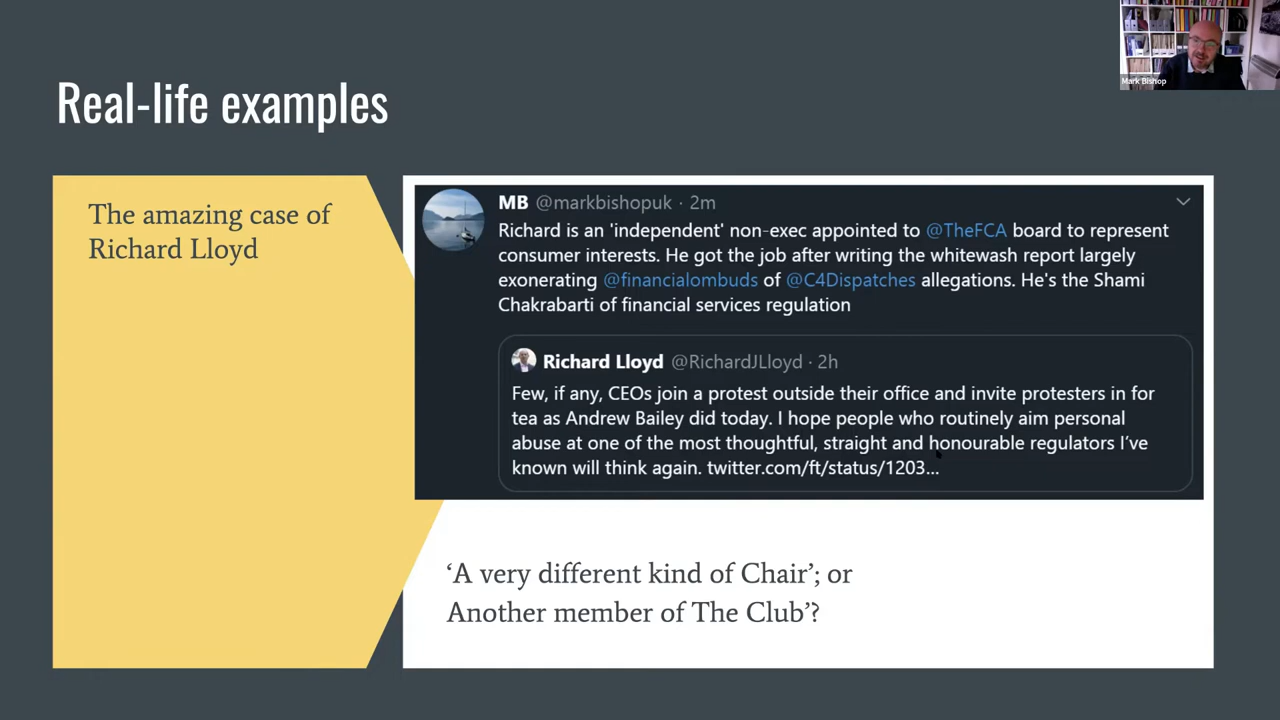 Mark Bishop
Real-life examples
The amazing case of
Richard Lloyd
MB @markbishopuk · 2m
Richard is an 'independent' non-exec appointed to @TheFCA board to represent
consumer interests. He got the job after writing the whitewash report largely
exonerating @financialombuds of @C4Dispatches allegations. He's the Shami
Chakrabarti of financial services regulation
Richard Lloyd @RichardJLloyd · 2h
Few, if any, CEOs join a protest outside their office and invite protesters in for
tea as Andrew Bailey did today. I hope people who routinely aim personal
abuse at one of the most thoughtful, straight and honourable regulators I’ve
known will think again. twitter.com/ft/status/1203...
‘A very different kind of Chair’; or
Another member of The Club’?